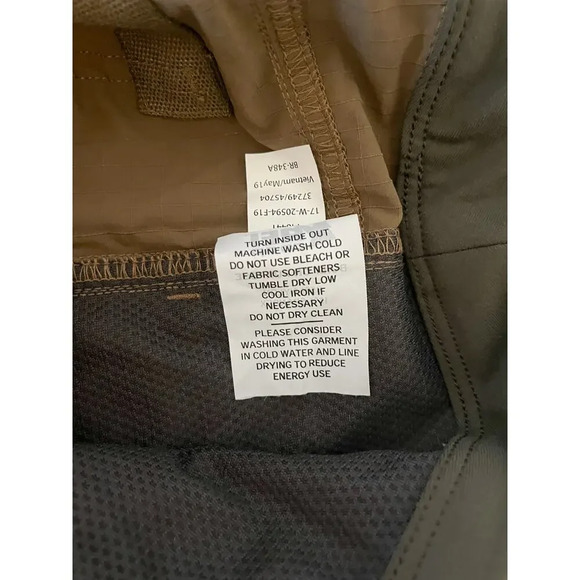 BR-348A
Vietnam/May19
37249/45704
17-W-20594-F19
TURN INSIDE OUT
MACHINE WASH COLD
DO NOT USE BLEACH OR
FABRIC SOFTENERS
TUMBLE DRY LOW
COOL IRON IF
NECESSARY
DO NOT DRY CLEAN
PLEASE CONSIDER
WASHING THIS GARMENT
IN COLD WATER AND LINE
DRYING TO REDUCE
ENERGY USE